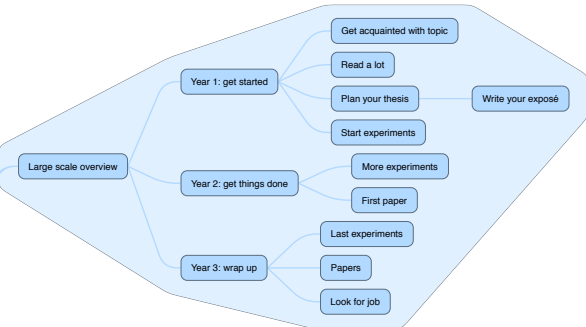 Get acquainted with topic
Read a lot
Year 1: get started
Plan your thesis
Write your exposé
Start experiments
Large scale overview
More experiments
Year 2: get things done
First paper
Last experiments
Year 3: wrap up
Papers
Look for job